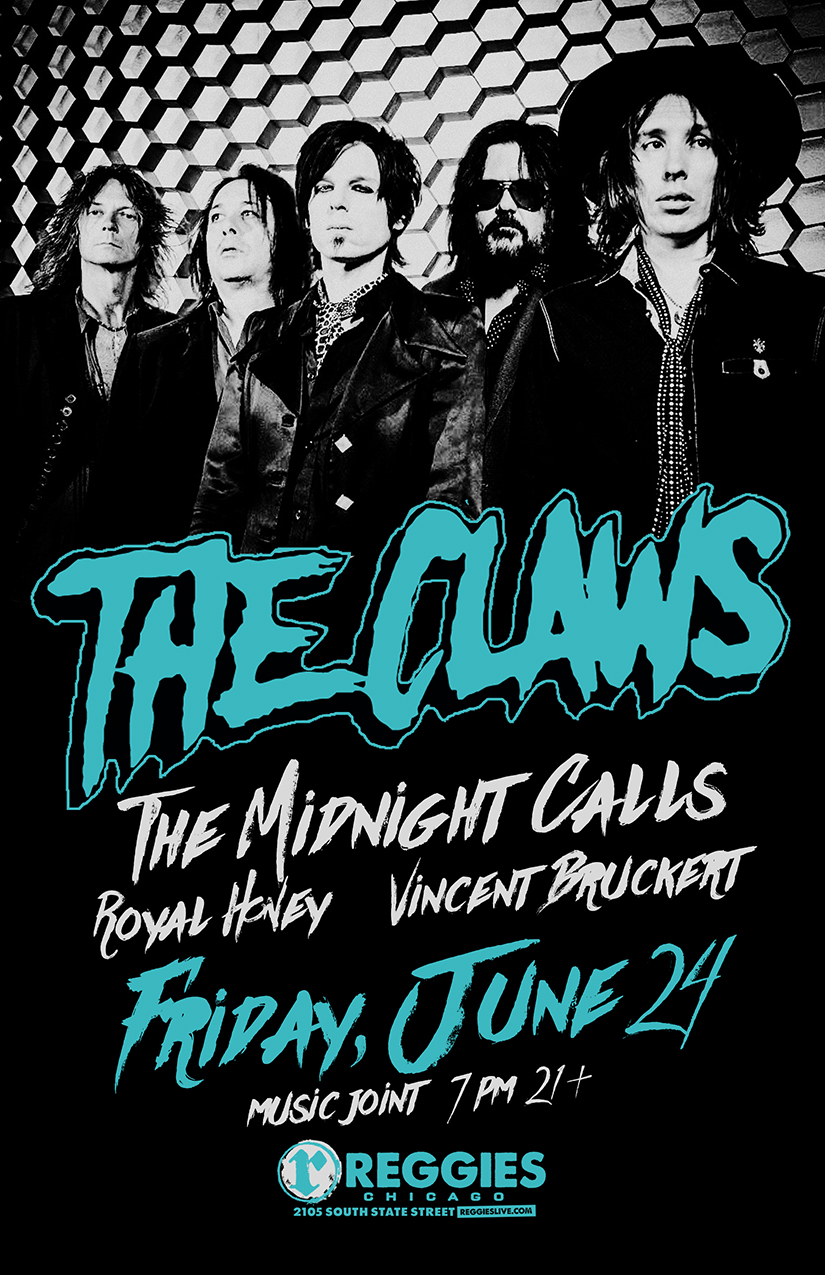 THE CLAWS
THE MiDNiGHT CALLS
ROYAL HONEY VINCENT BRUCKERT
FRiDAY, JUNE 24
MUSIC JOINT 7 PM 21+
r REGGIES
CHICAGO
2105 SOUTH STATE STREET REGGIESLIVE.COM